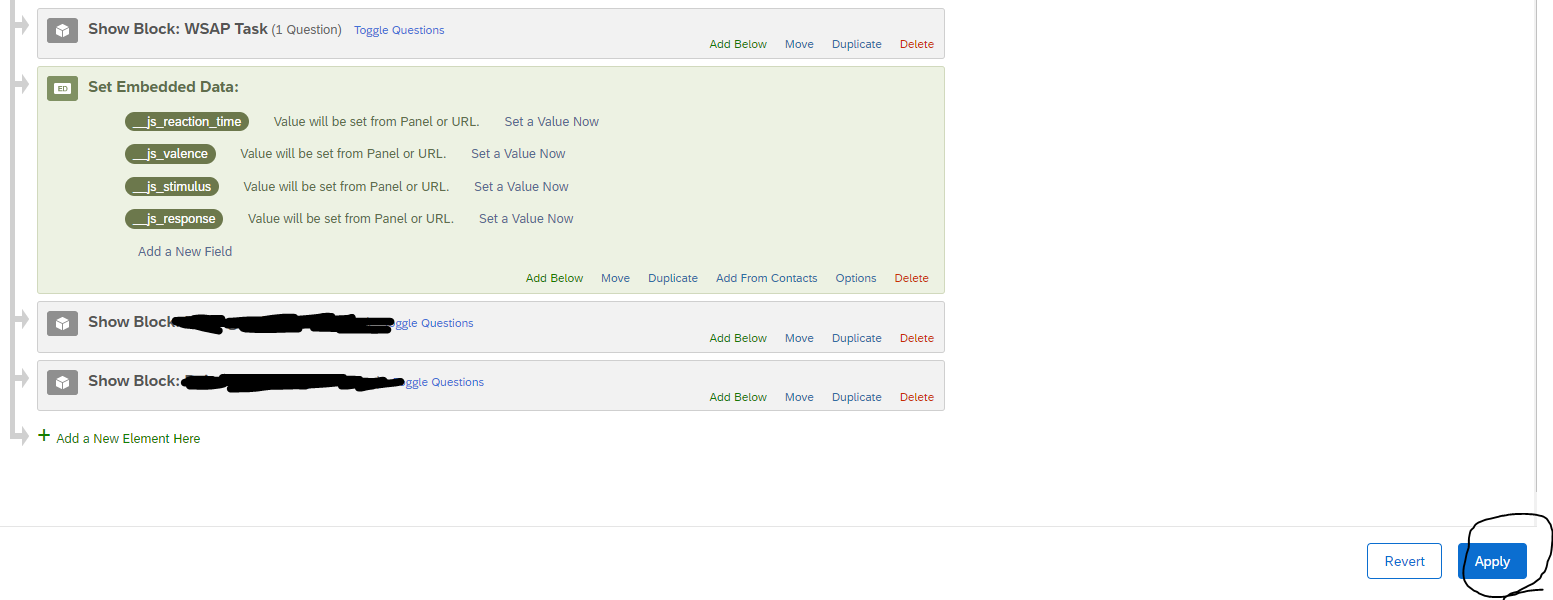 Show Block: WSAP Task (1 Question) Toggle Questions
Add Below Move Duplicate Delete
ED Set Embedded Data:
__js_reaction_time Value will be set from Panel or URL. Set a Value Now
__js_valence Value will be set from Panel or URL. Set a Value Now
__js_stimulus Value will be set from Panel or URL. Set a Value Now
__js_response Value will be set from Panel or URL. Set a Value Now
Add a New Field
Add Below Move Duplicate Add From Contacts Options Delete
Show Block Questions
Add Below Move Duplicate Delete
Show Block: Questions
Add Below Move Duplicate Delete
+ Add a New Element Here
Revert Apply